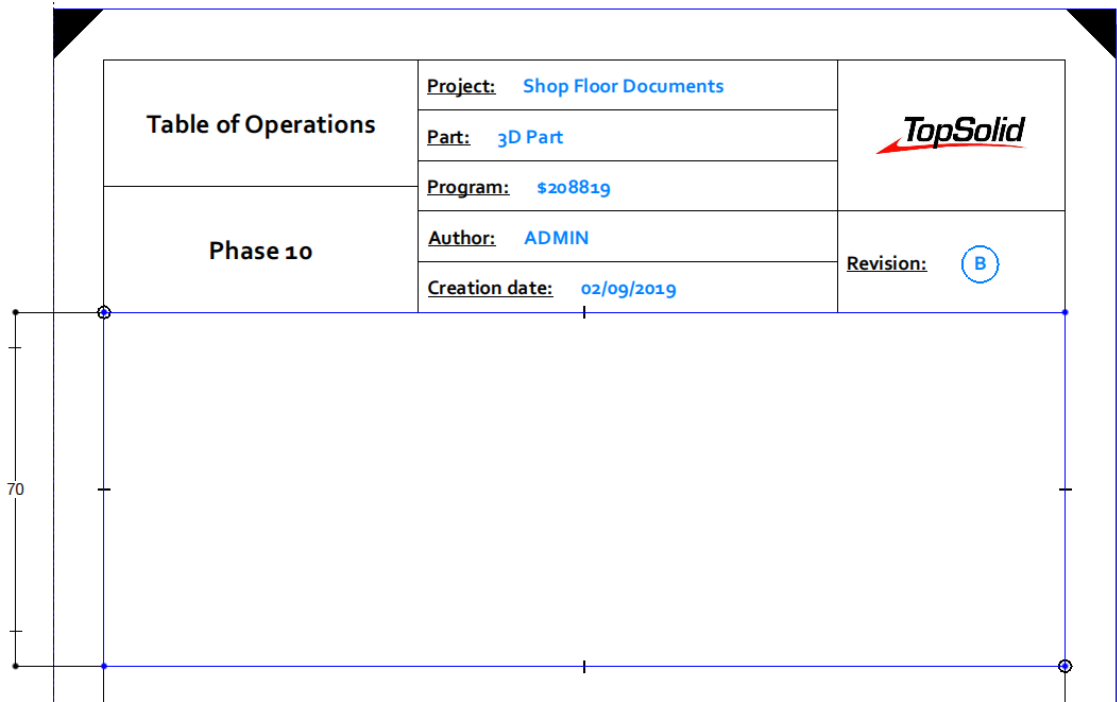 Table of Operations
Phase 10
Project: Shop Floor Documents
Part: 3D Part
Program: $208819
Author: ADMIN
Creation date: 02/09/2019
TopSolid
Revision: B
70